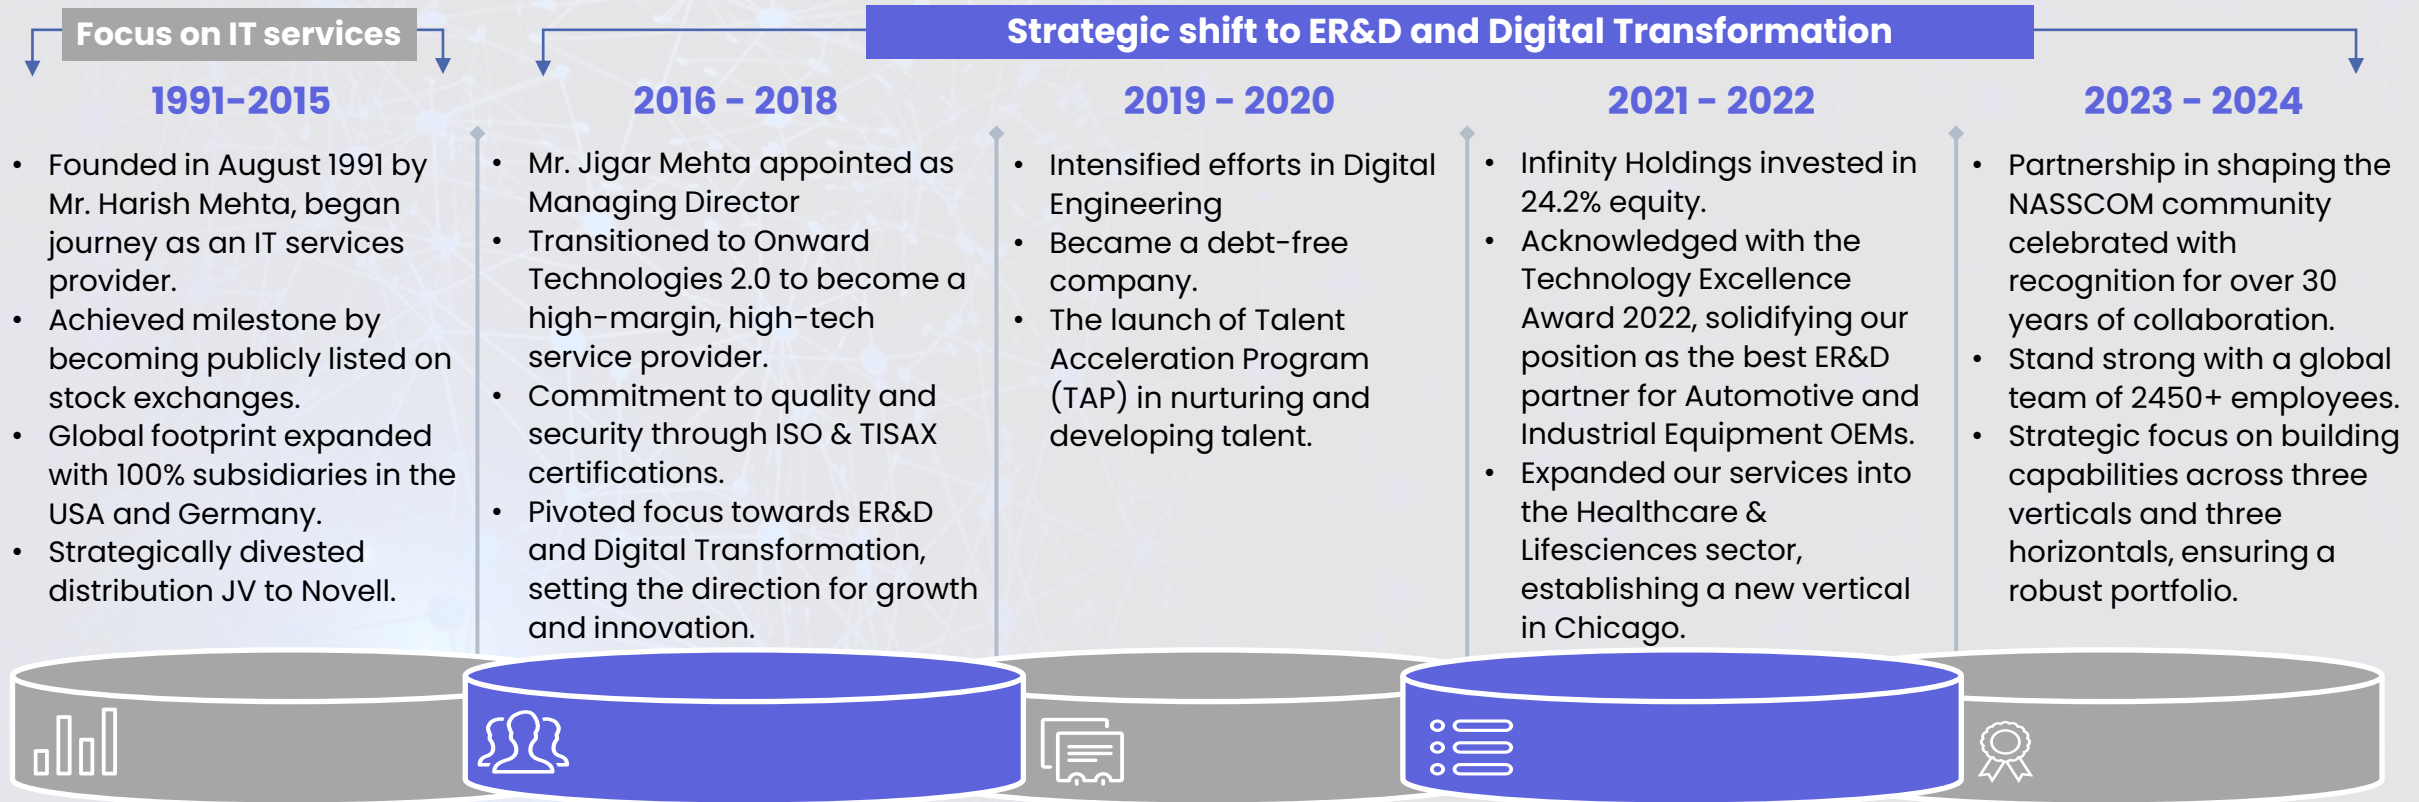 Focus on IT services
Strategic shift to ER&D and Digital Transformation
1991-2015
• Founded in August 1991 by
Mr. Harish Mehta, began
journey as an IT services
provider.
• Achieved milestone by
becoming publicly listed on
stock exchanges.
• Global footprint expanded
with 100% subsidiaries in the
USA and Germany.
• Strategically divested
distribution JV to Novell.
2016 - 2018
• Mr. Jigar Mehta appointed as
Managing Director
• Transitioned to Onward
Technologies 2.0 to become a
high-margin, high-tech
service provider.
• Commitment to quality and
security through ISO & TISAX
certifications.
• Pivoted focus towards ER&D
and Digital Transformation,
setting the direction for growth
and innovation.
2019 - 2020
• Intensified efforts in Digital
Engineering
• Became a debt-free
company.
• The launch of Talent
Acceleration Program
(TAP) in nurturing and
developing talent.
2021 - 2022
• Infinity Holdings invested in
24.2% equity.
• Acknowledged with the
Technology Excellence
Award 2022, solidifying our
position as the best ER&D
partner for Automotive and
Industrial Equipment OEMs.
• Expanded our services into
the Healthcare &
Lifesciences sector,
establishing a new vertical
in Chicago.
2023 - 2024
• Partnership in shaping the
NASSCOM community
celebrated with
recognition for over 30
years of collaboration.
• Stand strong with a global
team of 2450+ employees.
• Strategic focus on building
capabilities across three
verticals and three
horizontals, ensuring a
robust portfolio.